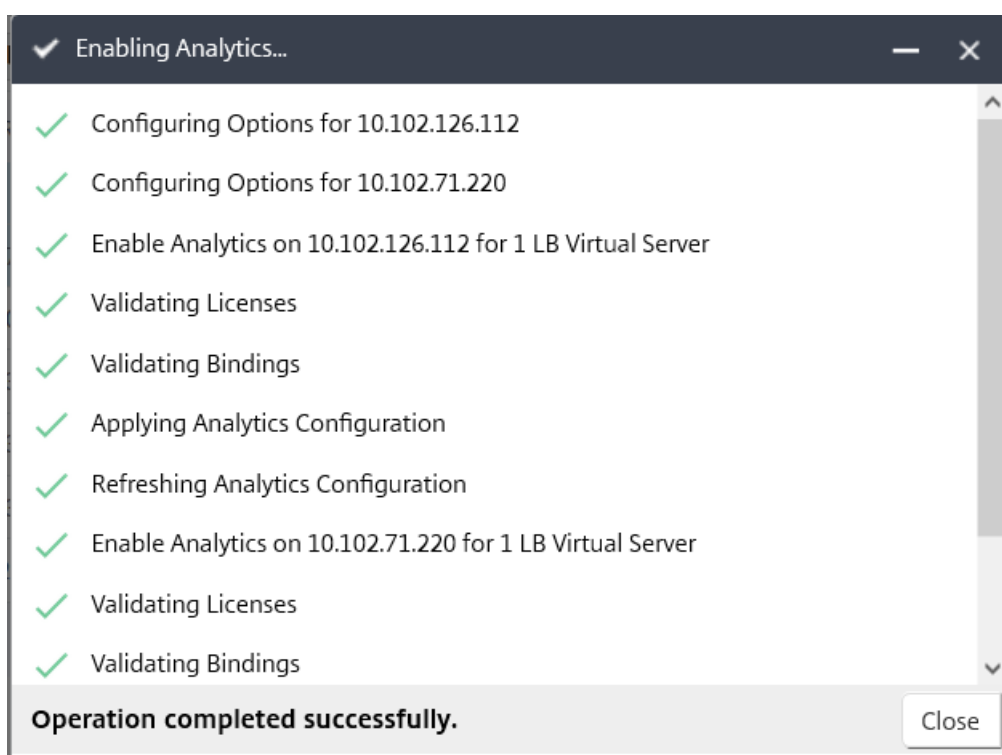 Enabling Analytics...
Configuring Options for 10.102.126.112
Configuring Options for 10.102.71.220
Enable Analytics on 10.102.126.112 for 1 LB Virtual Server
Validating Licenses
Validating Bindings
Applying Analytics Configuration
Refreshing Analytics Configuration
Enable Analytics on 10.102.71.220 for 1 LB Virtual Server
Validating Licenses
Validating Bindings
Operation completed successfully.
Close